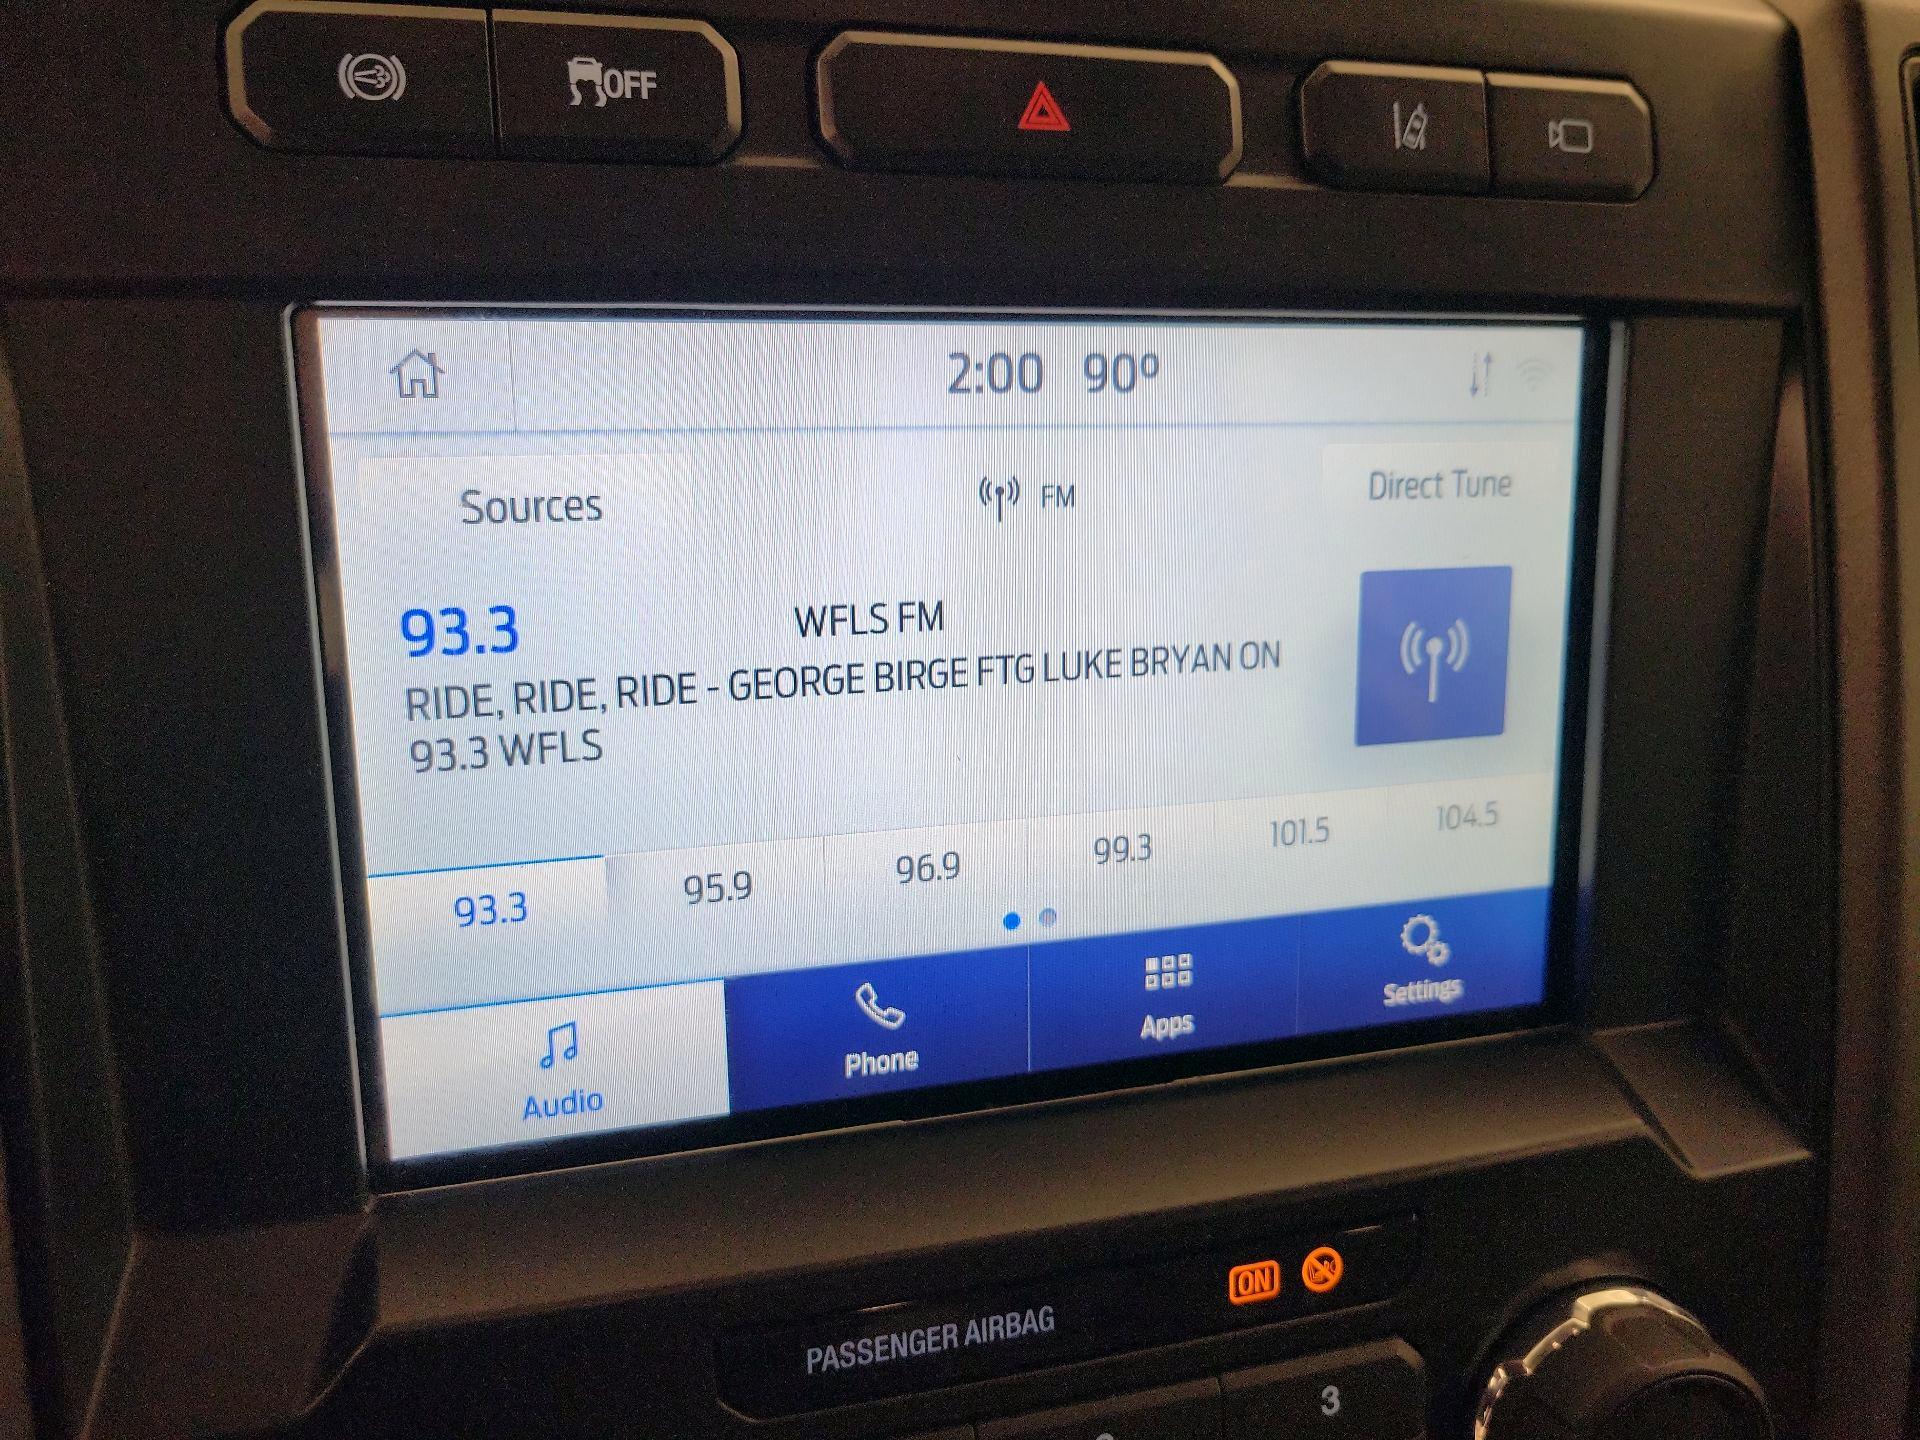 OFF
2:00 90°
Sources
FM
Direct Tune
93.3
WFLS FM
RIDE, RIDE, RIDE - GEORGE BIRGE FTG LUKE BRYAN ON
93.3 WFLS
93.3 95.9 96.9 99.3 101.5 104.5
Audio Phone Apps Settings
PASSENGER AIRBAG
ON
3